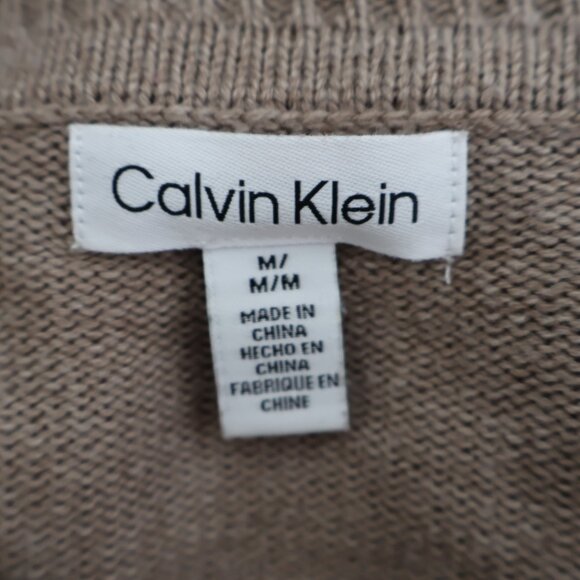 Calvin Klein
M/
M/M
MADE IN
CHINA
HECHO EN
CHINA
FABRIQUE EN
CHINE